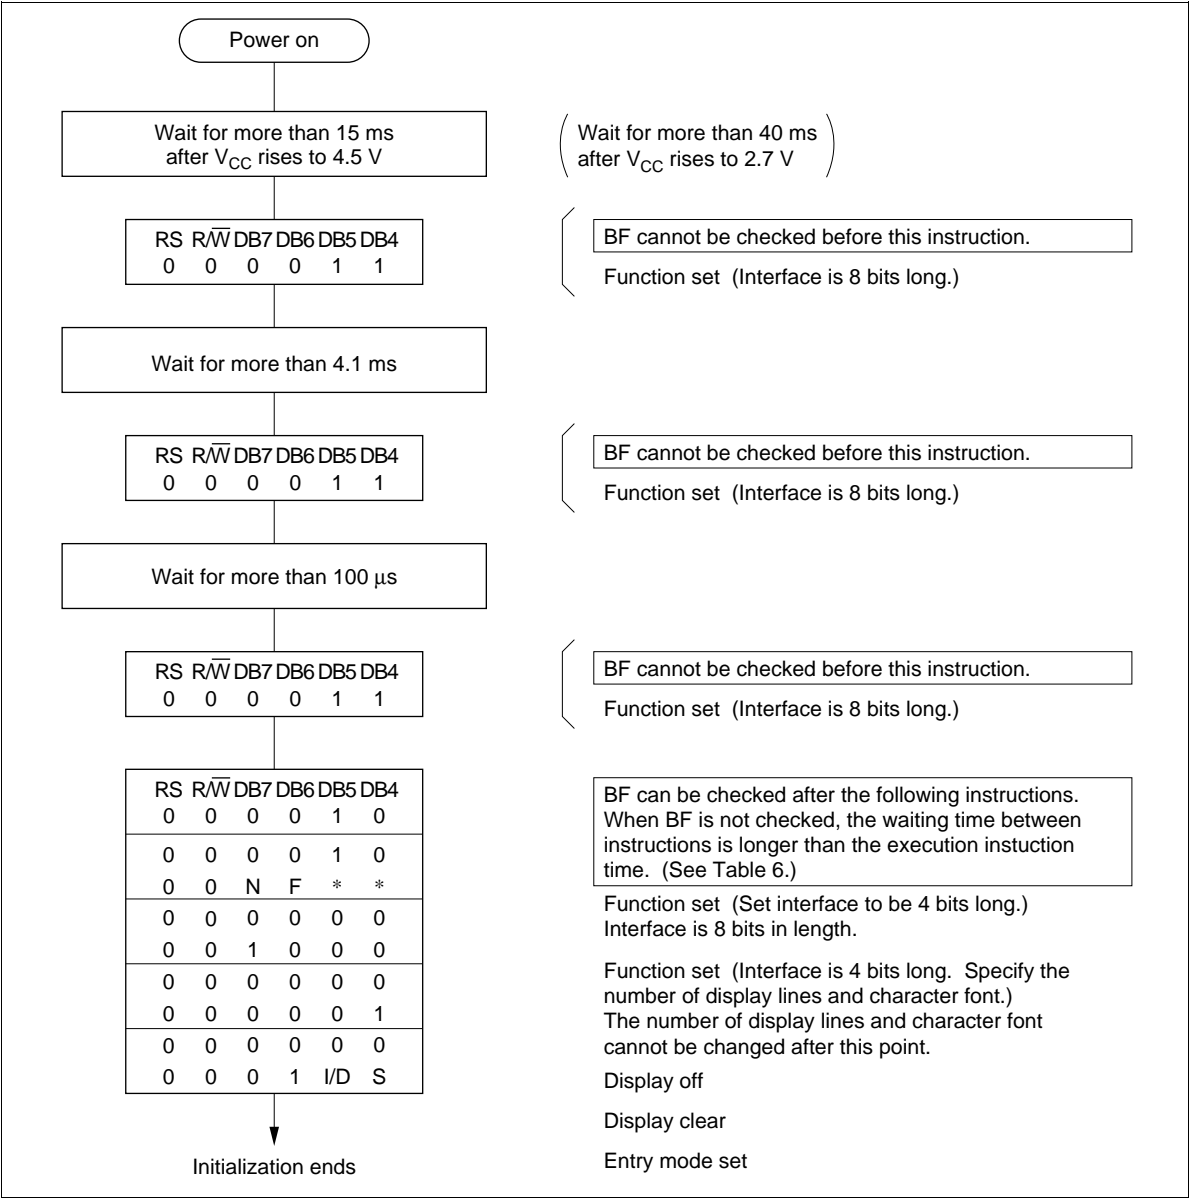 Power on
Wait for more than 15 ms
after VCC rises to 4.5 V
Wait for more than 40 ms
after VCC rises to 2.7 V
RS R/W̅ DB7 DB6 DB5 DB4
0 0 0 0 1 1
BF cannot be checked before this instruction.
Function set (Interface is 8 bits long.)
Wait for more than 4.1 ms
RS R/W̅ DB7 DB6 DB5 DB4
0 0 0 0 1 1
BF cannot be checked before this instruction.
Function set (Interface is 8 bits long.)
Wait for more than 100 μs
RS R/W̅ DB7 DB6 DB5 DB4
0 0 0 0 1 1
BF cannot be checked before this instruction.
Function set (Interface is 8 bits long.)
RS R/W̅ DB7 DB6 DB5 DB4
0 0 0 0 1 0
0 0 0 0 1 0
0 0 N F * *
0 0 0 0 0 0
0 0 1 0 0 0
0 0 0 0 0 0
0 0 0 0 0 1
0 0 0 0 0 0
0 0 0 1 I/D S
BF can be checked after the following instructions.
When BF is not checked, the waiting time between
instructions is longer than the execution instuction
time. (See Table 6.)
Function set (Set interface to be 4 bits long.)
Interface is 8 bits in length.
Function set (Interface is 4 bits long. Specify the
number of display lines and character font.)
The number of display lines and character font
cannot be changed after this point.
Display off
Display clear
Entry mode set
Initialization ends